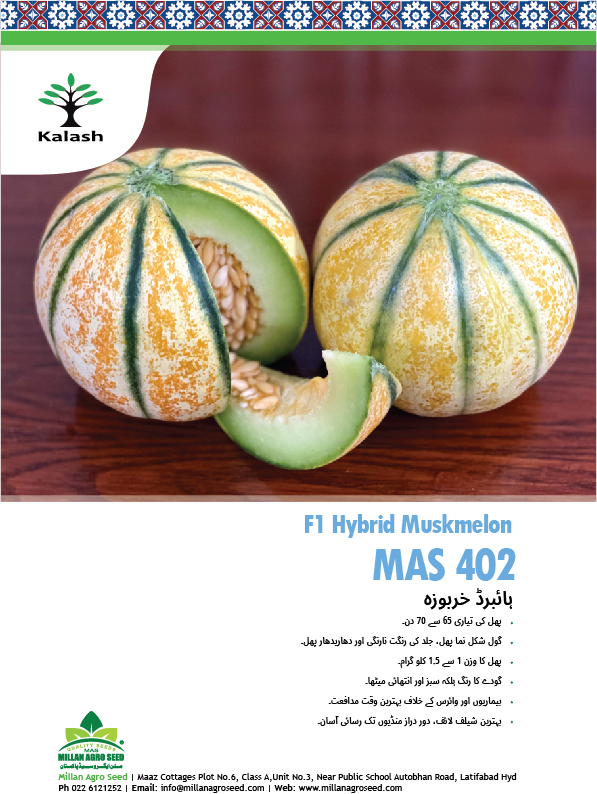 Kalash
F1 Hybrid Muskmelon
MAS 402
ہائبرڈ خربوزہ
• پھل کی تیاری 65 سے 70 دن۔
• گول شکل نما پھل، جلد کی رنگت نارنگی اور دھاریدھار پھل۔
• پھل کا وزن 1 سے 1.5 کلو گرام۔
• گودے کا رنگ ہلکہ سبز اور انتھائی میٹھا۔
• بیماریوں اور وائرس کے خلاف بہترین وقت مدافعت۔
• بہترین شیلف لائف، دور دراز منڈیوں تک رسائی آسان۔
QUALITY SEEDS
MAS
MILLAN AGRO SEED
ملن ایگرو سیڈ پاکستان
Millan Agro Seed | Maaz Cottages Plot No.6, Class A,Unit No.3, Near Public School Autobhan Road, Latifabad Hyd
Ph 022 6121252 | Email: info@millanagroseed.com | Web: www.millanagroseed.com